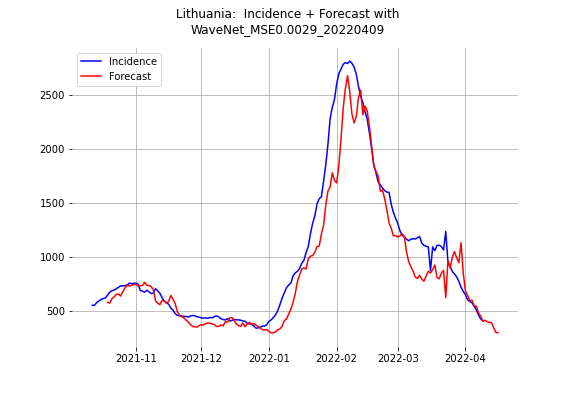 Lithuania:  Incidence + Forecast with
WaveNet_MSE0.0029_20220409
Incidence
Forecast
2500
2000
1500
1000
500
2021-11
2021-12
2022-01
2022-02
2022-03
2022-04